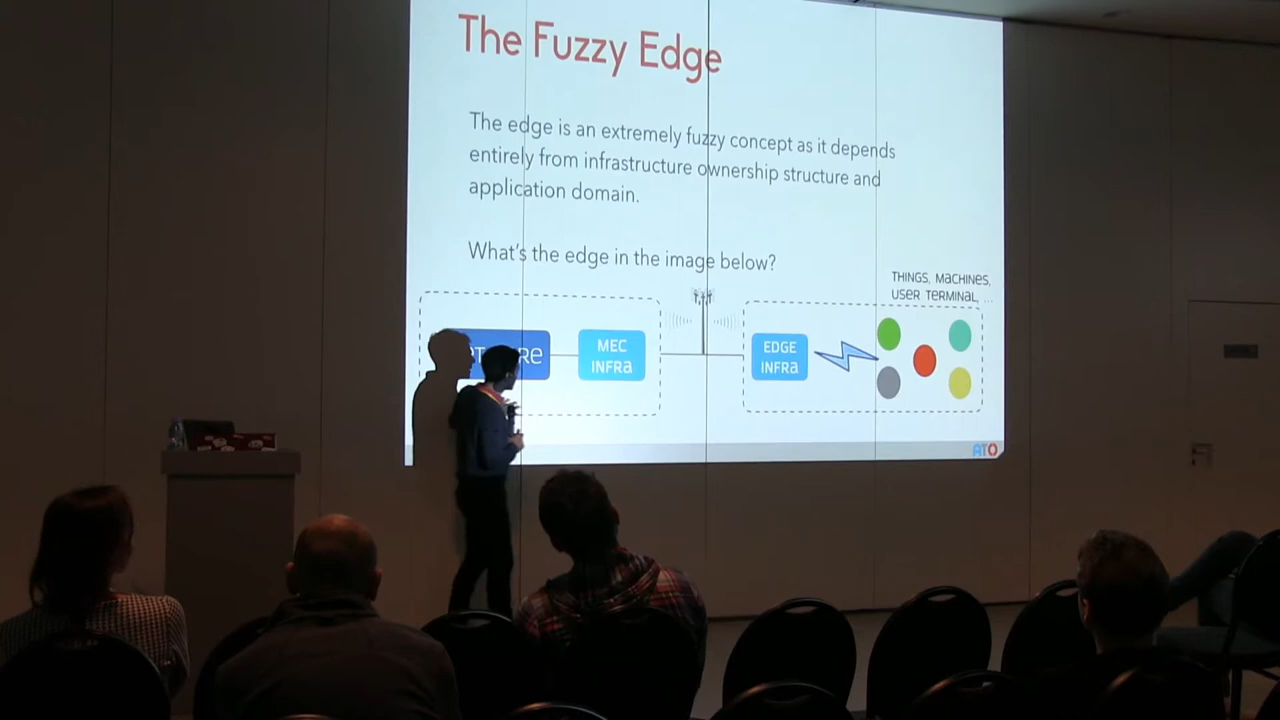 The Fuzzy Edge
The edge is an extremely fuzzy concept as it depends
entirely from infrastructure ownership structure and
application domain.
What's the edge in the image below?
THINGS, MACHINES,
USER TERMINAL, ...
MEC
INFRA
EDGE
INFRA
ATO